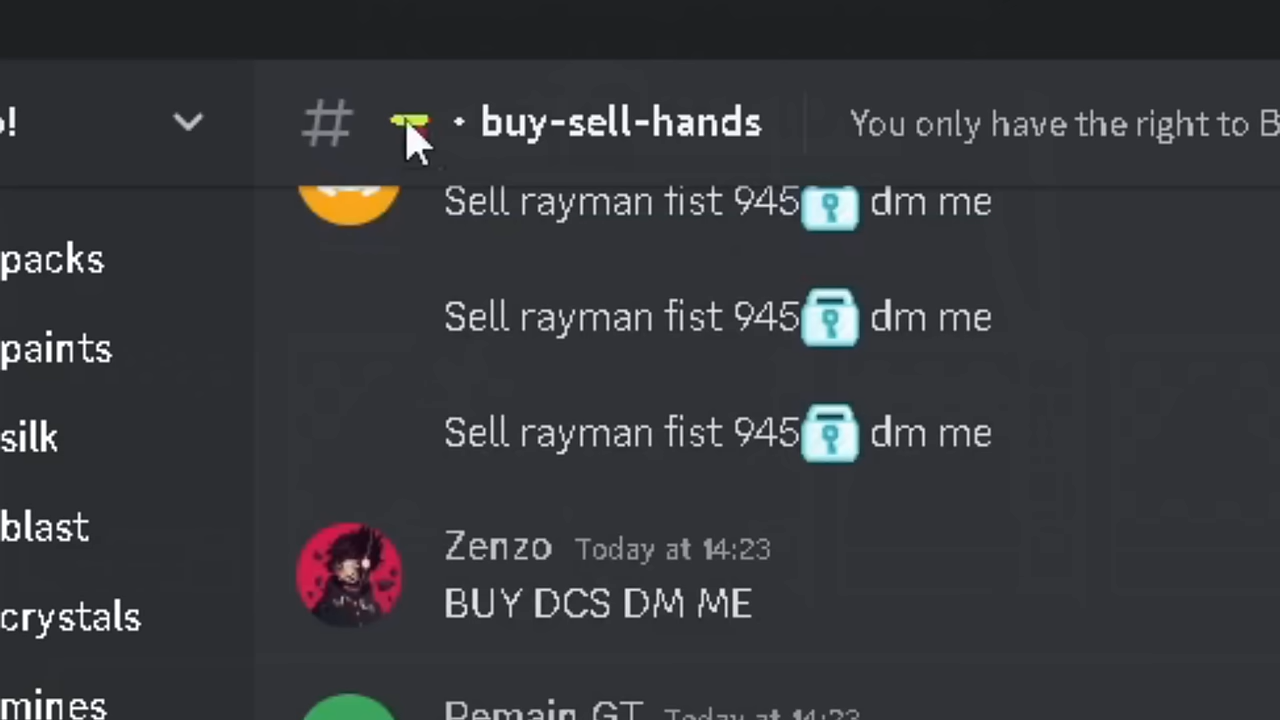 # • buy-sell-hands You only have the right to B
Sell rayman fist 945 dm me
packs
Sell rayman fist 945 dm me
paints
Sell rayman fist 945 dm me
silk
blast
Zenzo Today at 14:23
BUY DCS DM ME
crystals
mines
Remain GT Today at 14:23